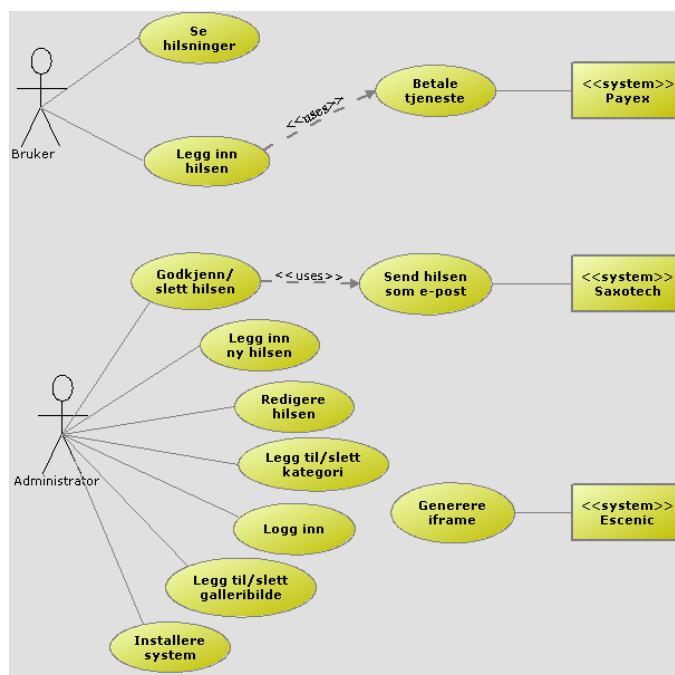 Se
hilsninger
Bruker
Legg inn
hilsen
<<uses>>
Betale
tjeneste
<<system>>
Payex
Godkjenn/
slett hilsen
<<uses>>
Send hilsen
som e-post
<<system>>
Saxotech
Legg inn
ny hilsen
Redigere
hilsen
Administrator
Legg til/slett
kategori
Logg inn
Generere
iframe
<<system>>
Escenic
Legg til/slett
galleribilde
Installere
system